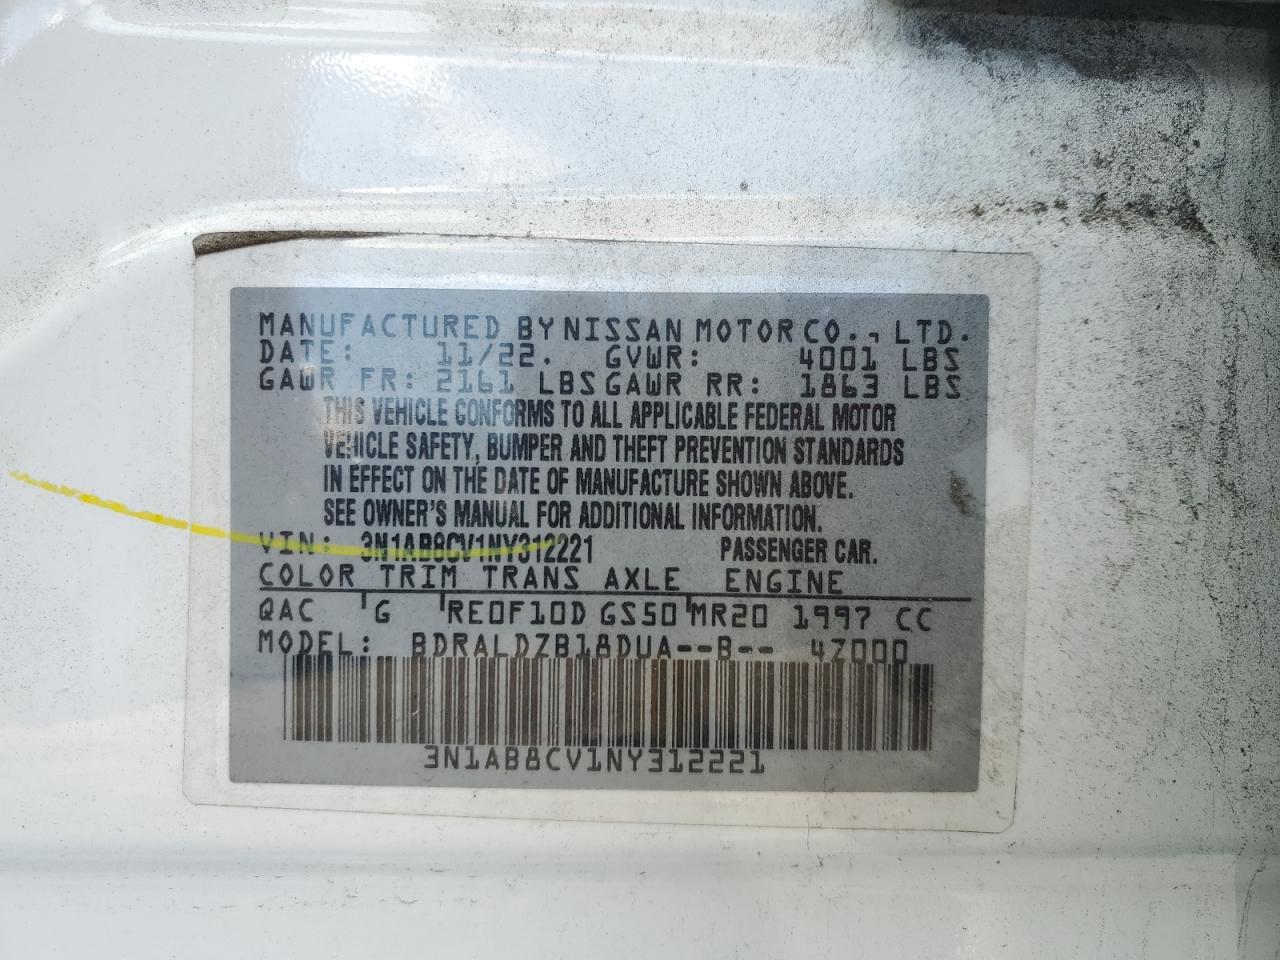 MANUFACTURED BY NISSAN MOTOR CO., LTD.
DATE: 11/22. GVWR: 4001 LBS
GAWR FR: 2161 LBS GAWR RR: 1863 LBS
THIS VEHICLE CONFORMS TO ALL APPLICABLE FEDERAL MOTOR
VEHICLE SAFETY, BUMPER AND THEFT PREVENTION STANDARDS
IN EFFECT ON THE DATE OF MANUFACTURE SHOWN ABOVE.
SEE OWNER'S MANUAL FOR ADDITIONAL INFORMATION.
VIN: 3N1AB8CV1NY312221 PASSENGER CAR.
COLOR TRIM TRANS AXLE ENGINE
QAC G RE0F10D GS50 MR20 1997 CC
MODEL: BDRALDZB18DUA--B-- 4Z000
3N1AB8CV1NY312221